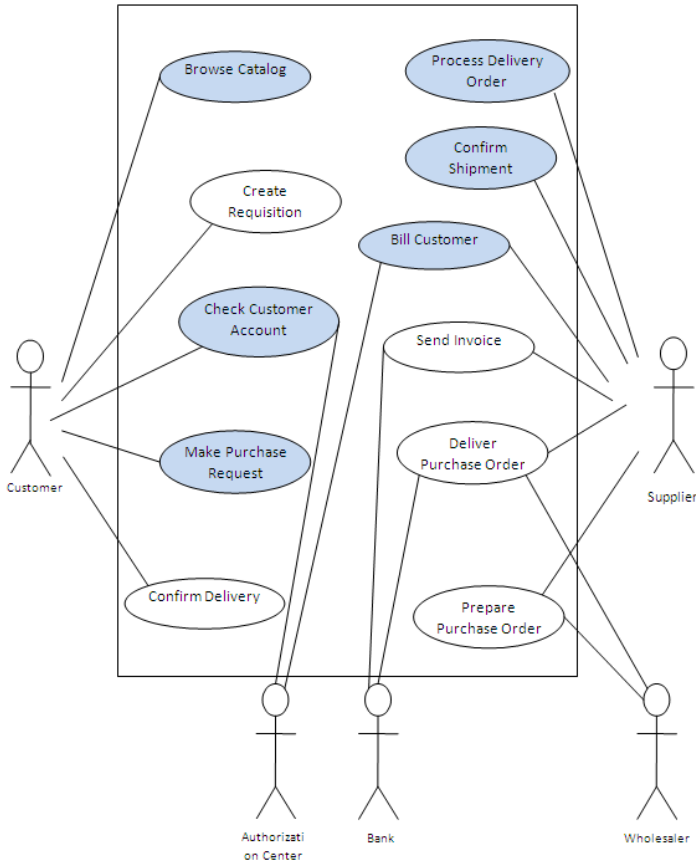 Browse Catalog
Process Delivery
Order
Confirm
Shipment
Create
Requisition
Bill Customer
Check Customer
Account
Send Invoice
Make Purchase
Request
Deliver
Purchase Order
Customer
Supplier
Confirm Delivery
Prepare
Purchase Order
Authorizati
on Center
Bank
Wholesaler